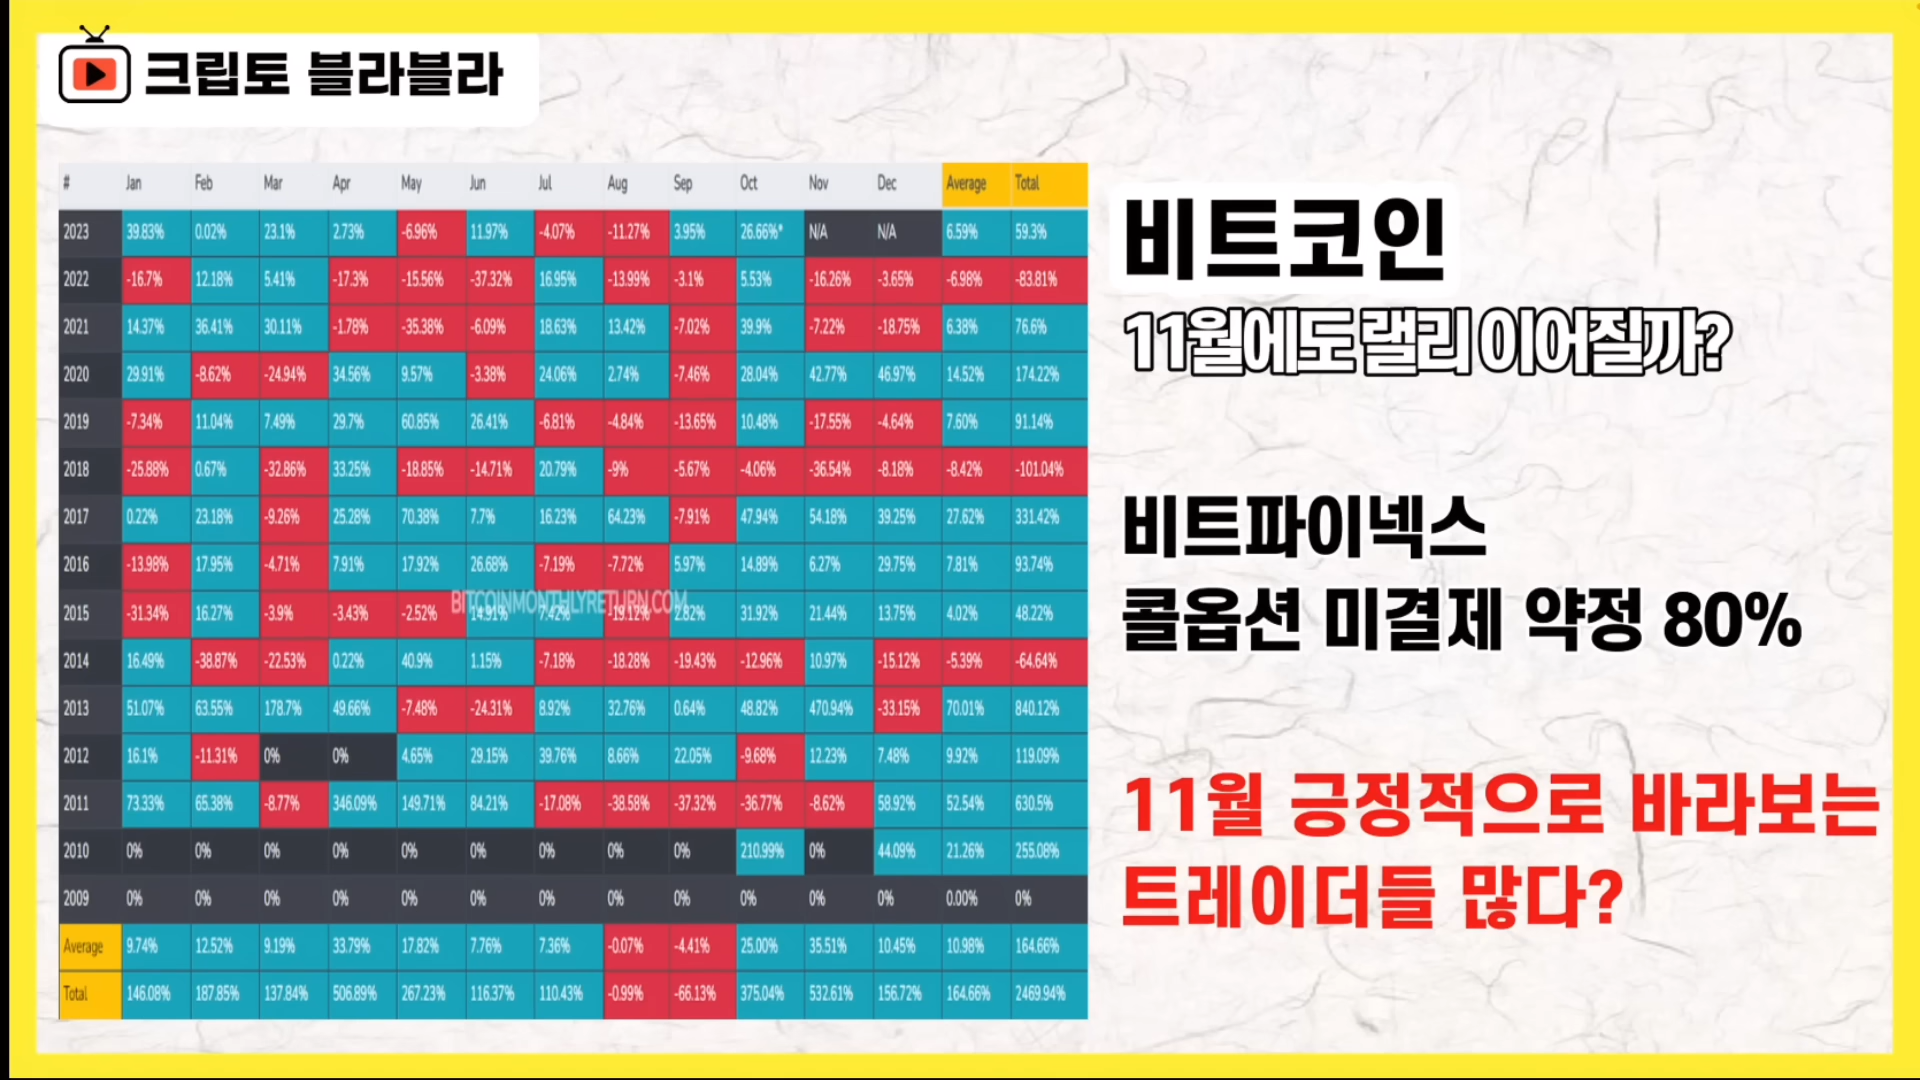 크립토 블라블라
# Jan Feb Mar Apr May Jun Jul Aug Sep Oct Nov Dec Average Total
2023 39.83% 0.02% 23.1% 2.73% -6.96% 11.97% -4.07% -11.27% 3.95% 26.66%* N/A N/A 6.59% 59.3%
2022 -16.7% 12.18% 5.41% -17.3% -15.56% -37.32% 16.95% -13.99% -3.1% 5.53% -16.26% -3.65% -6.98% -83.81%
2021 14.37% 36.41% 30.11% -1.78% -35.38% -6.09% 18.63% 13.42% -7.02% 39.9% -7.22% -18.75% 6.38% 76.6%
2020 29.91% -8.62% -24.94% 34.56% 9.57% -3.38% 24.06% 2.74% -7.46% 28.04% 42.77% 46.97% 14.52% 174.22%
2019 -7.34% 11.04% 7.49% 29.7% 60.85% 26.41% -6.81% -4.84% -13.65% 10.48% -17.55% -4.64% 7.60% 91.14%
2018 -25.88% 0.67% -32.86% 33.25% -18.85% -14.71% 20.79% -9% -5.67% -4.06% -36.54% -8.18% -8.42% -101.04%
2017 0.22% 23.18% -9.26% 25.28% 70.38% 7.7% 16.23% 64.23% -7.91% 47.94% 54.18% 39.25% 27.62% 331.42%
2016 -13.98% 17.95% -4.71% 7.91% 17.92% 26.68% -7.19% -7.72% 5.97% 14.89% 6.27% 29.75% 7.81% 93.74%
BITCOINMONTHLYRETURN.COM
2015 -31.34% 16.27% -3.9% -3.43% -2.52% 14.91% 7.42% -19.12% 2.82% 31.92% 21.44% 13.75% 4.02% 48.22%
2014 16.49% -38.87% -22.53% 0.22% 40.9% 1.15% -7.18% -18.28% -19.43% -12.96% 10.97% -15.12% -5.39% -64.64%
2013 51.07% 63.55% 178.7% 49.66% -7.48% -24.31% 8.92% 32.76% 0.64% 48.82% 470.94% -33.15% 70.01% 840.12%
2012 16.1% -11.31% 0% 0% 4.65% 29.15% 39.76% 8.66% 22.05% -9.68% 12.23% 7.48% 9.92% 119.09%
2011 73.33% 65.38% -8.77% 346.09% 149.71% 84.21% -17.08% -38.58% -37.32% -36.77% -8.62% 58.92% 52.54% 630.5%
2010 0% 0% 0% 0% 0% 0% 0% 0% 0% 210.99% 0% 44.09% 21.26% 255.08%
2009 0% 0% 0% 0% 0% 0% 0% 0% 0% 0% 0% 0% 0.00% 0%
Average 9.74% 12.52% 9.19% 33.79% 17.82% 7.76% 7.36% -0.07% -4.41% 25.00% 35.51% 10.45% 10.98% 164.66%
Total 146.08% 187.85% 137.84% 506.89% 267.23% 116.37% 110.43% -0.99% -66.13% 375.04% 532.61% 156.72% 164.66% 2469.94%
비트코인
11월에도 랠리 이어질까?
비트파이넥스
콜옵션 미결제 약정 80%
11월 긍정적으로 바라보는
트레이더들 많다?